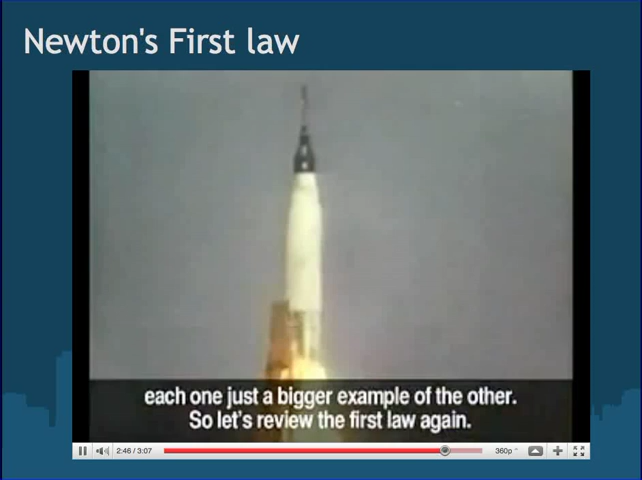 Newton's First law
each one just a bigger example of the other.
So let's review the first law again.
2:46 / 3:07
360p